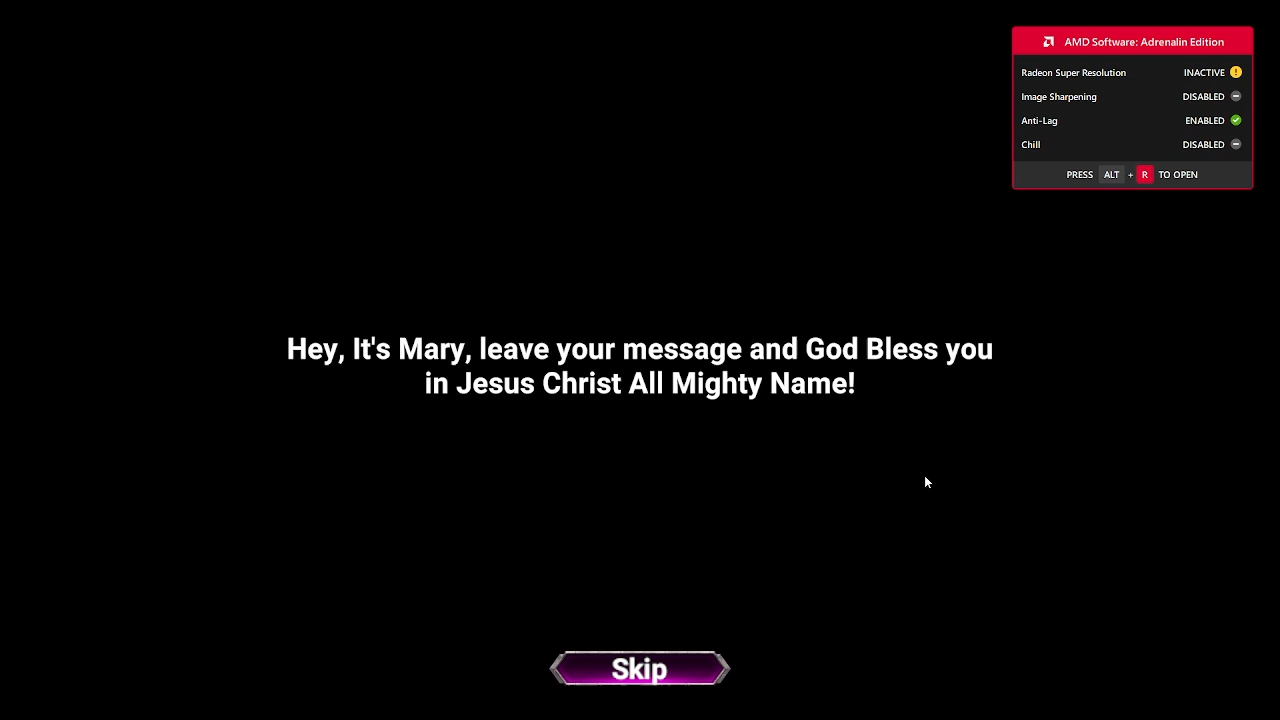 AMD Software: Adrenalin Edition
Radeon Super Resolution INACTIVE
Image Sharpening DISABLED
Anti-Lag ENABLED
Chill DISABLED
PRESS ALT + R TO OPEN
Hey, It's Mary, leave your message and God Bless you
in Jesus Christ All Mighty Name!
Skip